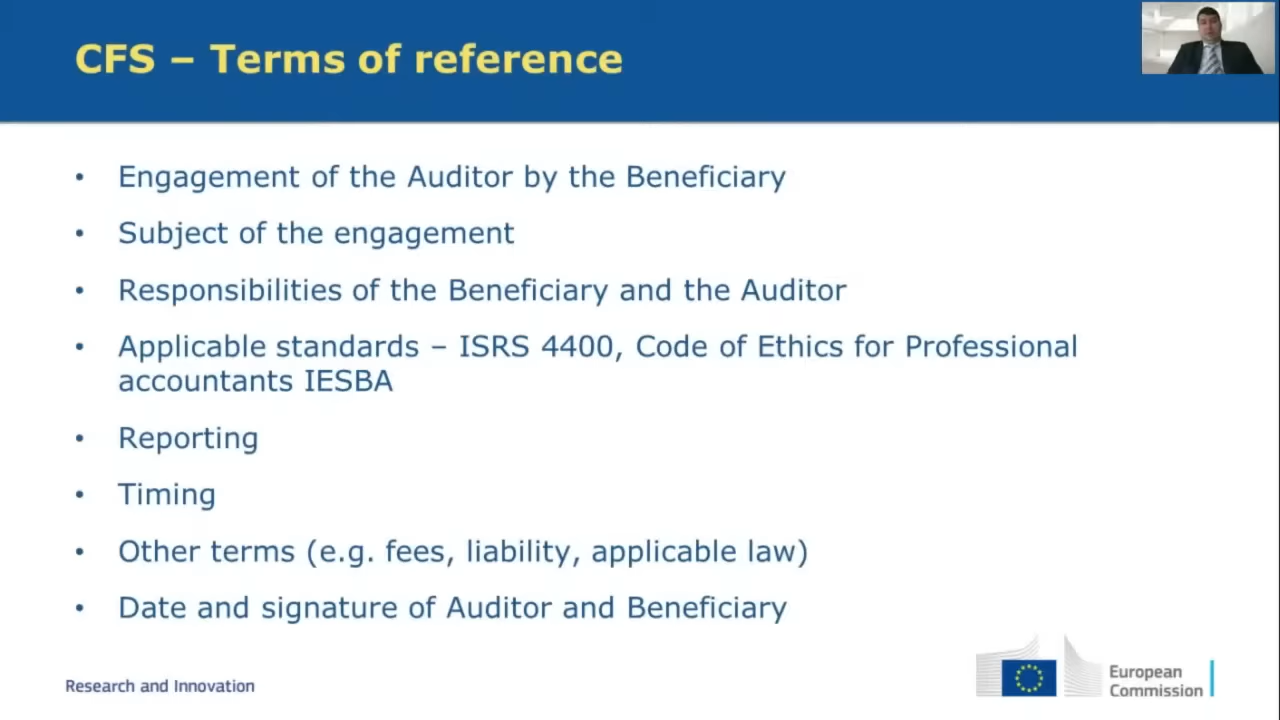 CFS – Terms of reference
• Engagement of the Auditor by the Beneficiary
• Subject of the engagement
• Responsibilities of the Beneficiary and the Auditor
• Applicable standards – ISRS 4400, Code of Ethics for Professional
accountants IESBA
• Reporting
• Timing
• Other terms (e.g. fees, liability, applicable law)
• Date and signature of Auditor and Beneficiary
Research and Innovation
European
Commission